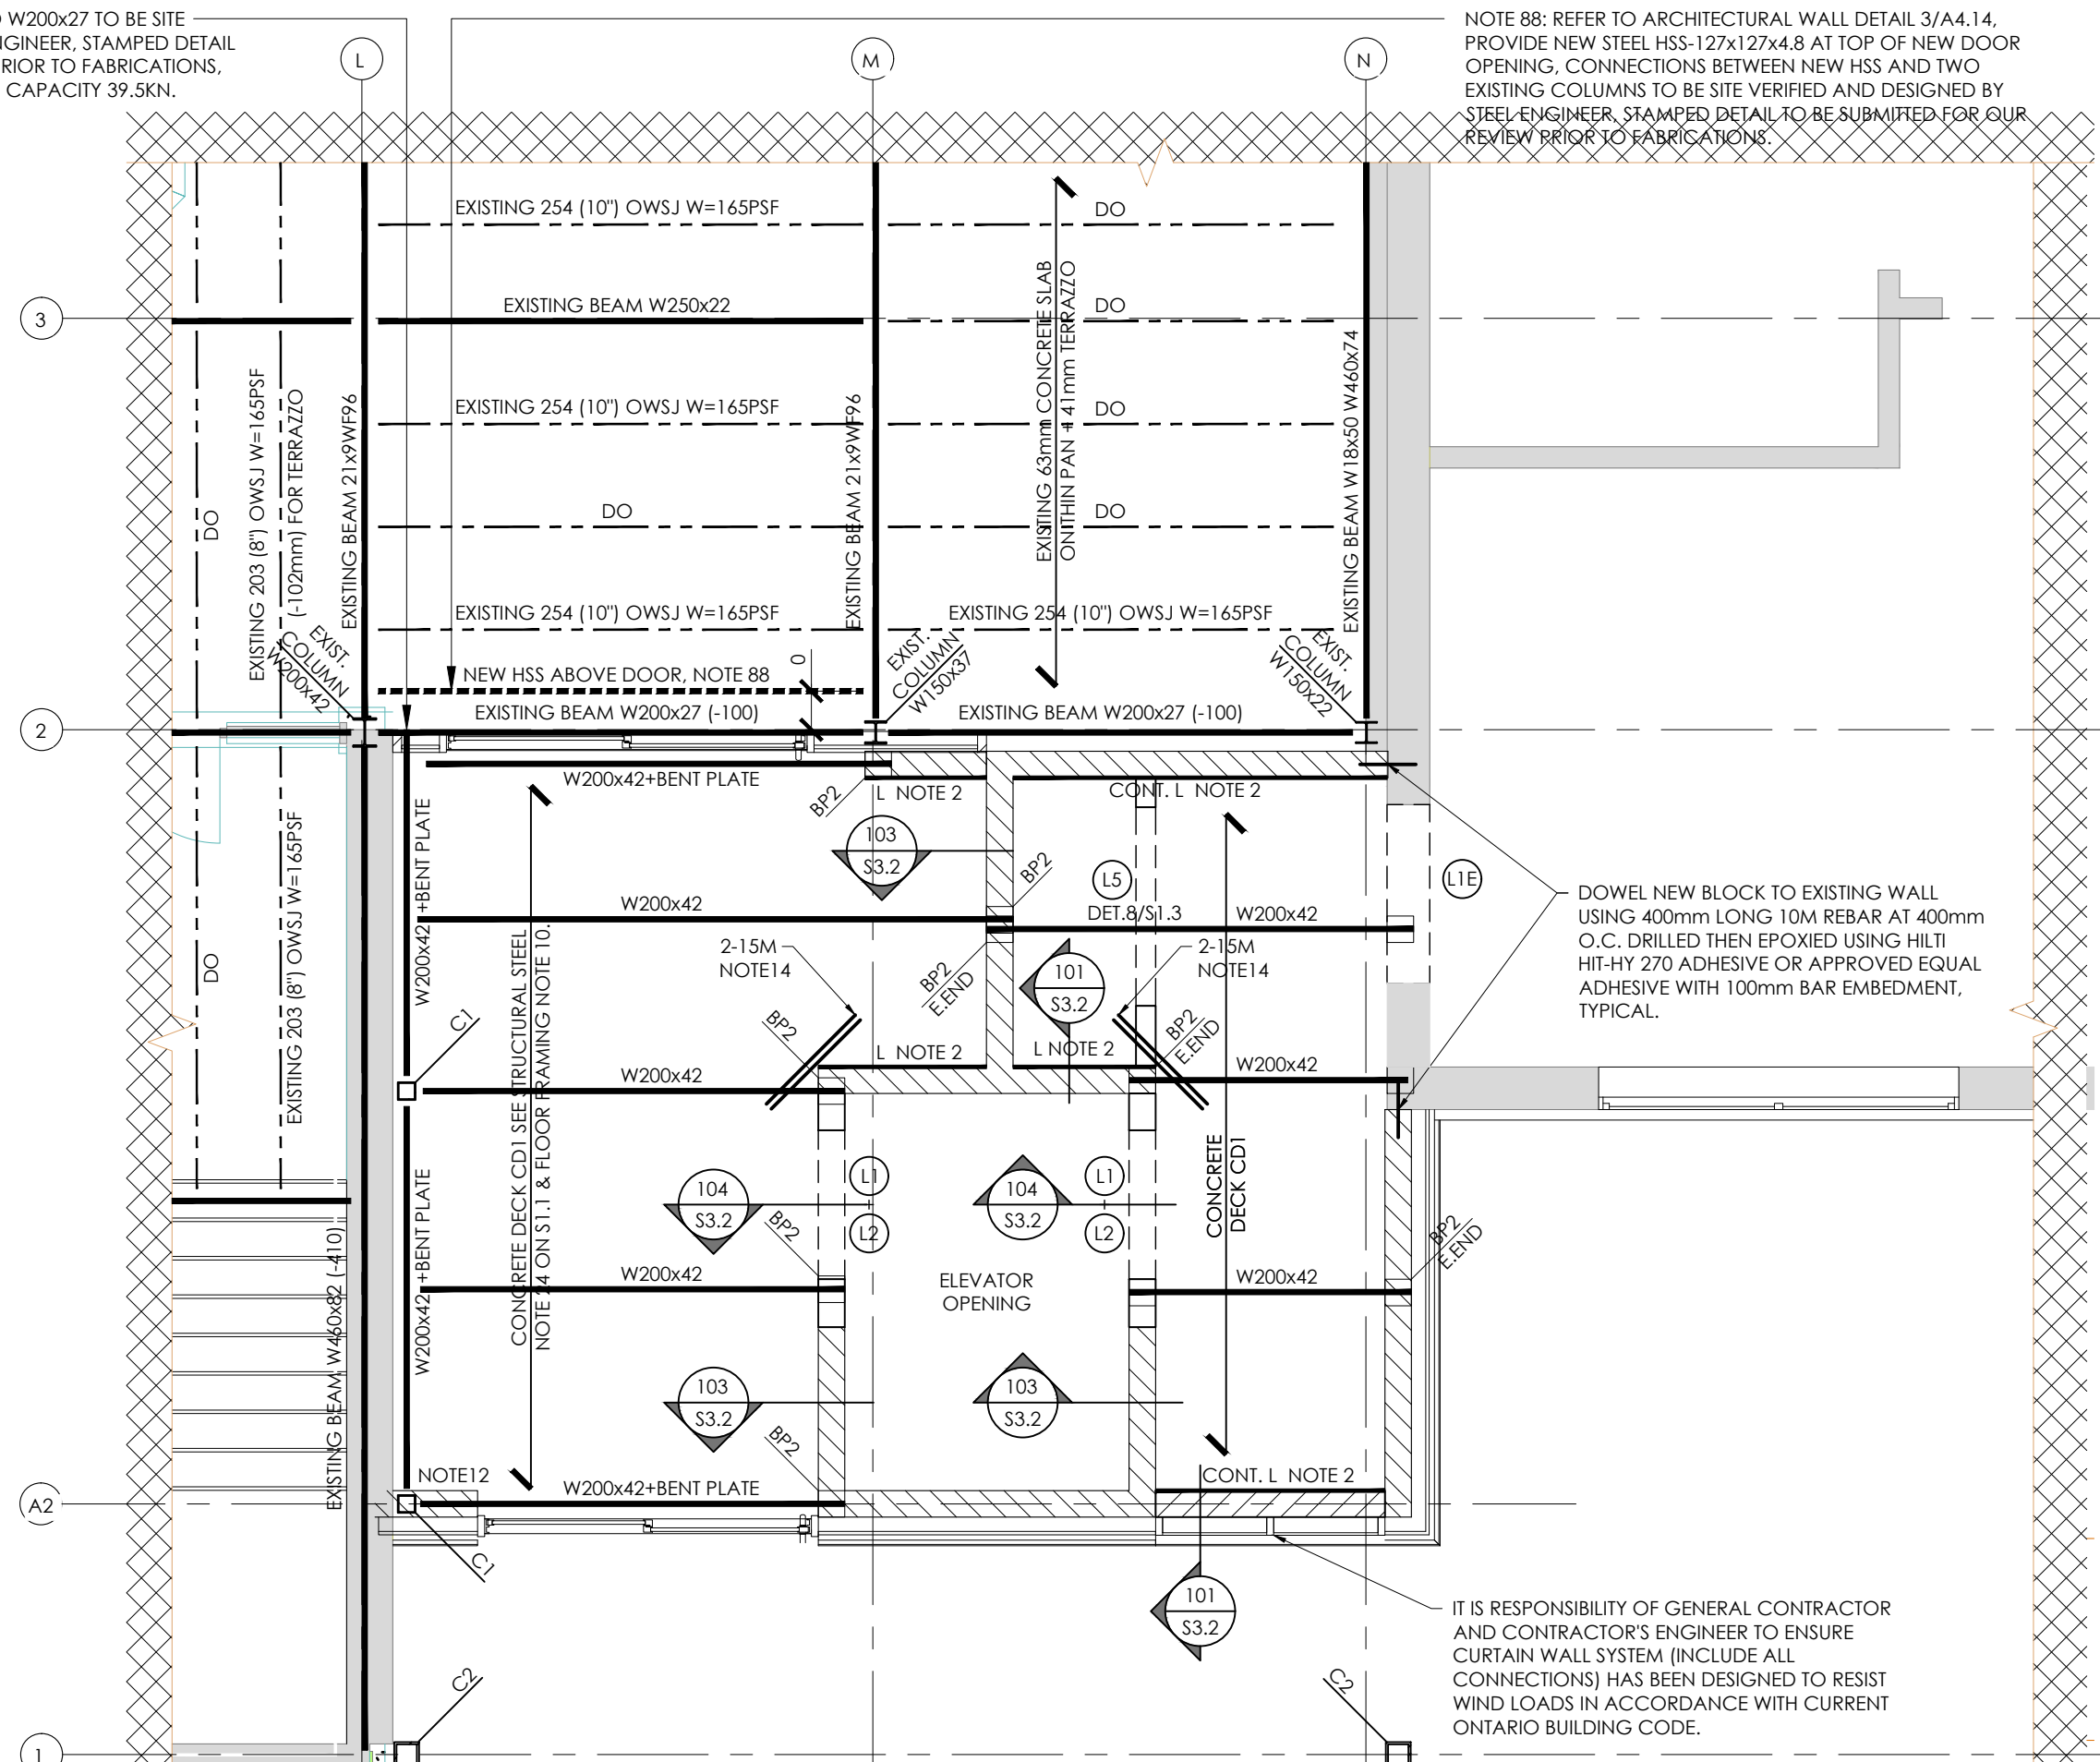 W200x27 TO BE SITE
NGINEER, STAMPED DETAIL
RIOR TO FABRICATIONS,
CAPACITY 39.5KN.
NOTE 88: REFER TO ARCHITECTURAL WALL DETAIL 3/A4.14,
PROVIDE NEW STEEL HSS-127x127x4.8 AT TOP OF NEW DOOR
OPENING, CONNECTIONS BETWEEN NEW HSS AND TWO
EXISTING COLUMNS TO BE SITE VERIFIED AND DESIGNED BY
STEEL ENGINEER, STAMPED DETAIL TO BE SUBMITTED FOR OUR
REVIEW PRIOR TO FABRICATIONS.
L
M
N
EXISTING 254 (10") OWSJ W=165PSF
DO
3
EXISTING BEAM W250x22
DO
EXISTING 254 (10") OWSJ W=165PSF
DO
DO
DO
EXISTING 254 (10") OWSJ W=165PSF
EXISTING 254 (10") OWSJ W=165PSF
DO
EXISTING 203 (8") OWSJ W=165PSF
(-102mm) FOR TERRAZZO
EXISTING BEAM 21x9WF96
EXISTING BEAM 21x9WF96
EXISTING 63mm CONCRETE SLAB
ON THIN PAN + 41mm TERRAZZO
EXISTING BEAM W18x50 W460x74
EXIST.
COLUMN
W200x42
EXIST.
COLUMN
W150x37
EXIST.
COLUMN
W150x22
NEW HSS ABOVE DOOR, NOTE 88
0
2
EXISTING BEAM W200x27 (-100)
EXISTING BEAM W200x27 (-100)
W200x42+BENT PLATE
BP2
L NOTE 2
CONT. L NOTE 2
W200x42+BENT PLATE
103
S3.2
BP2
L5
L1E
DO
EXISTING 203 (8") OWSJ W=165PSF
W200x42
DET.8/S1.3
W200x42
DOWEL NEW BLOCK TO EXISTING WALL
USING 400mm LONG 10M REBAR AT 400mm
O.C. DRILLED THEN EPOXIED USING HILTI
HIT-HY 270 ADHESIVE OR APPROVED EQUAL
ADHESIVE WITH 100mm BAR EMBEDMENT,
TYPICAL.
2-15M
NOTE14
BP2
E.END
101
S3.2
2-15M
NOTE14
C1
BP2
L NOTE 2
L NOTE 2
BP2
E.END
W200x42
W200x42
CONCRETE DECK CD1 SEE STRUCTURAL STEEL
NOTE 24 ON S1.1 & FLOOR FRAMING NOTE 10.
CONCRETE
DECK CD1
W200x42+BENT PLATE
104
S3.2
BP2
L1
L2
104
S3.2
L1
L2
BP2
E.END
W200x42
ELEVATOR
OPENING
W200x42
EXISTING BEAM W460x82 (-410)
103
S3.2
103
S3.2
BP2
NOTE12
W200x42+BENT PLATE
CONT. L NOTE 2
A2
C1
101
S3.2
IT IS RESPONSIBILITY OF GENERAL CONTRACTOR
AND CONTRACTOR'S ENGINEER TO ENSURE
CURTAIN WALL SYSTEM (INCLUDE ALL
CONNECTIONS) HAS BEEN DESIGNED TO RESIST
WIND LOADS IN ACCORDANCE WITH CURRENT
ONTARIO BUILDING CODE.
C2
C2
1